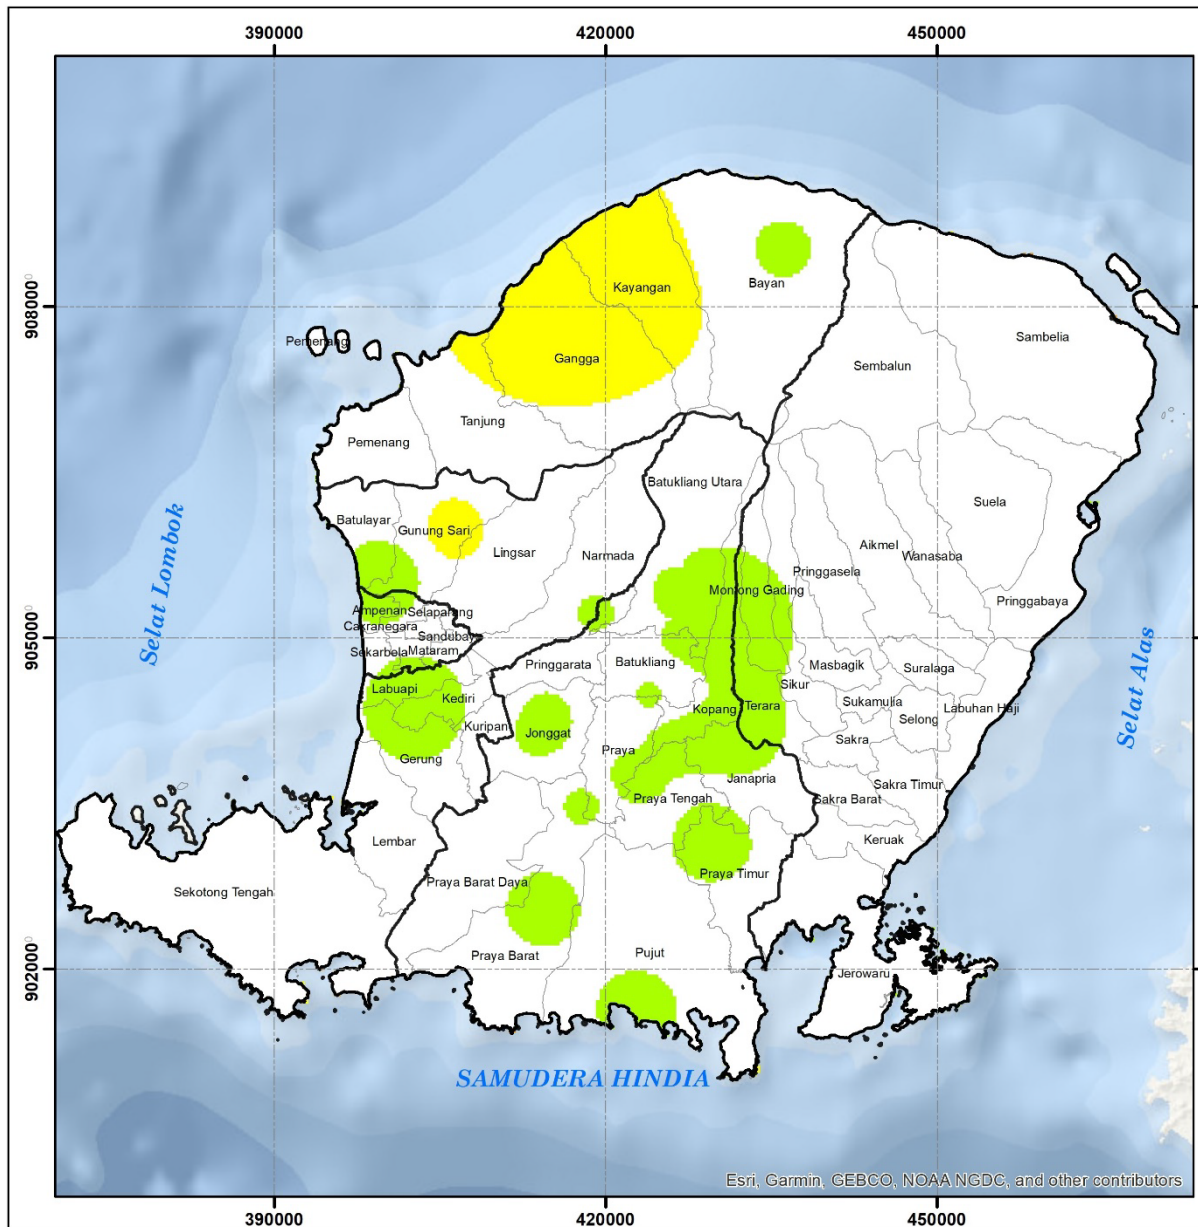 390000 420000 450000
9080000
Kayangan
Bayan
Pemenang
Gangga
Sambelia
Sembalun
Tanjung
Pemenang
Batukliang Utara
Suela
Batulayar
Gunung Sari
Lingsar
Narmada
Aikmel
Wanasaba
Pringgasela
Montong Gading
Pringgabaya
Selat Lombok
9050000
Ampenan
Selaparang
Cakranegara
Sandubaya
Sekarbela
Mataram
Pringgarata
Batukliang
Masbagik
Suralaga
Selat Alas
Labuapi
Kediri
Sikur
Sukamulia
Kuripan
Jonggat
Kopang
Terara
Selong
Labuhan Haji
Gerung
Praya
Sakra
Janapria
Praya Tengah
Sakra Timur
Sakra Barat
Lembar
Keruak
Praya Timur
Praya Barat Daya
Sekotong Tengah
Praya Barat
Pujut
Jerowaru
9020000
SAMUDERA HINDIA
Esri, Garmin, GEBCO, NOAA NGDC, and other contributors
390000 420000 450000